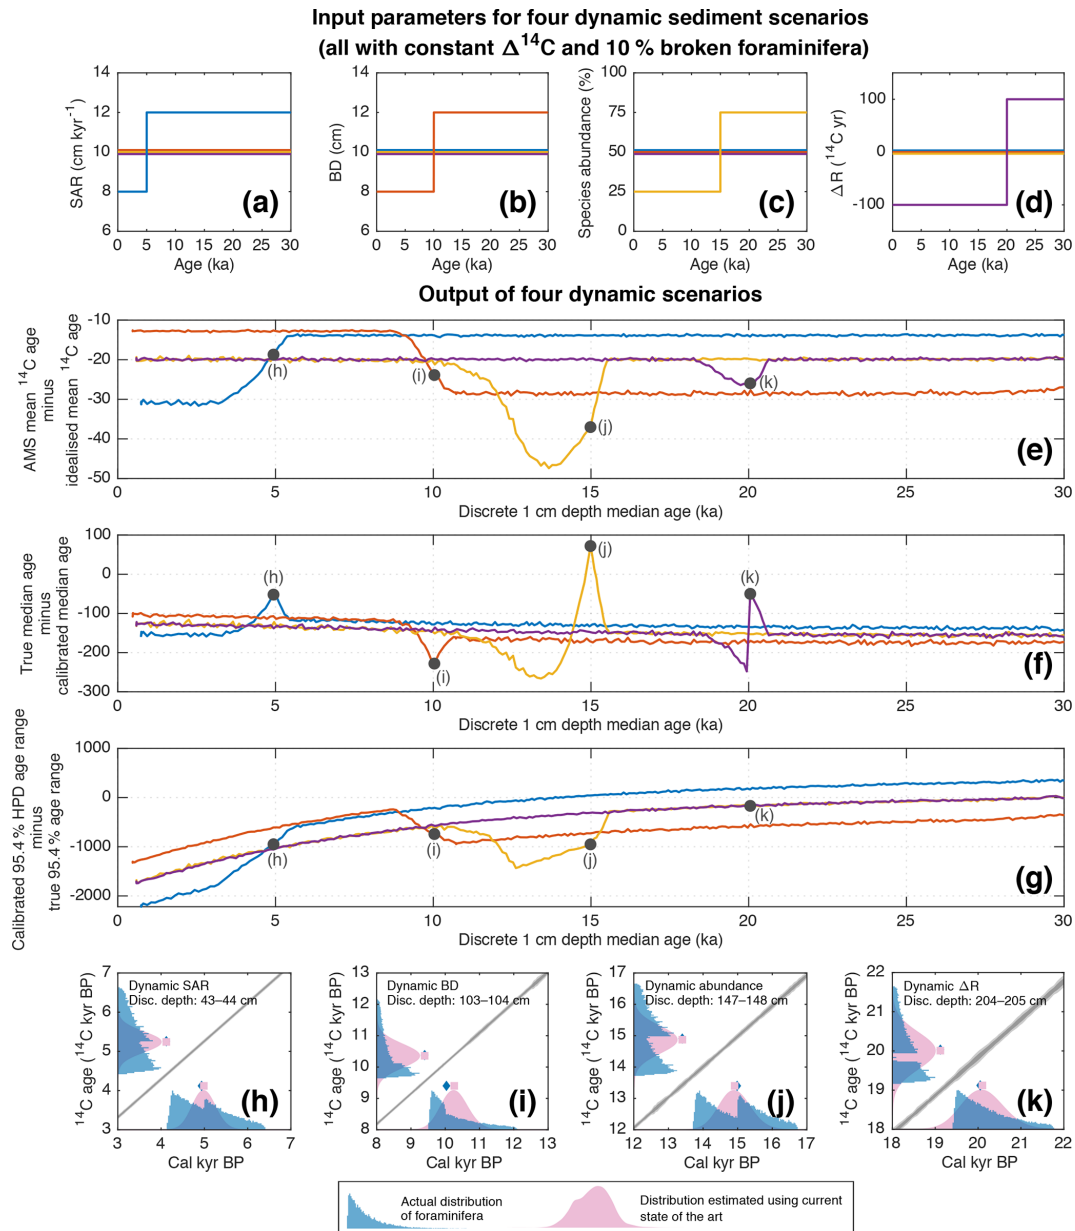 Input parameters for four dynamic sediment scenarios
(all with constant Δ¹⁴C and 10 % broken foraminifera)
SAR (cm kyr⁻¹)
14
12
10
8
6
0 5 10 15 20 25 30
Age (ka)
(a)
BD (cm)
14
12
10
8
6
0 5 10 15 20 25 30
Age (ka)
(b)
Species abundance (%)
100
75
50
25
0
0 5 10 15 20 25 30
Age (ka)
(c)
ΔR (¹⁴C yr)
100
0
-100
0 5 10 15 20 25 30
Age (ka)
(d)
Output of four dynamic scenarios
AMS mean ¹⁴C age
minus
idealised mean ¹⁴C age
-10
-20
-30
-40
-50
(h)
(i)
(j)
(k)
(e)
0 5 10 15 20 25 30
Discrete 1 cm depth median age (ka)
True median age
minus
calibrated median age
100
0
-100
-200
-300
(h)
(i)
(j)
(k)
(f)
0 5 10 15 20 25 30
Discrete 1 cm depth median age (ka)
Calibrated 95.4 % HPD age range
minus
true 95.4 % age range
1000
0
-1000
-2000
(h)
(i)
(j)
(k)
(g)
0 5 10 15 20 25 30
Discrete 1 cm depth median age (ka)
¹⁴C age (¹⁴C kyr BP)
7
6
5
4
3
Dynamic SAR
Disc. depth: 43–44 cm
(h)
3 4 5 6 7
Cal kyr BP
¹⁴C age (¹⁴C kyr BP)
13
12
11
10
9
8
Dynamic BD
Disc. depth: 103–104 cm
(i)
8 9 10 11 12 13
Cal kyr BP
¹⁴C age (¹⁴C kyr BP)
17
16
15
14
13
12
Dynamic abundance
Disc. depth: 147–148 cm
(j)
12 13 14 15 16 17
Cal kyr BP
¹⁴C age (¹⁴C kyr BP)
22
21
20
19
18
Dynamic ΔR
Disc. depth: 204–205 cm
(k)
18 19 20 21 22
Cal kyr BP
Actual distribution
of foraminifera
Distribution estimated using current
state of the art